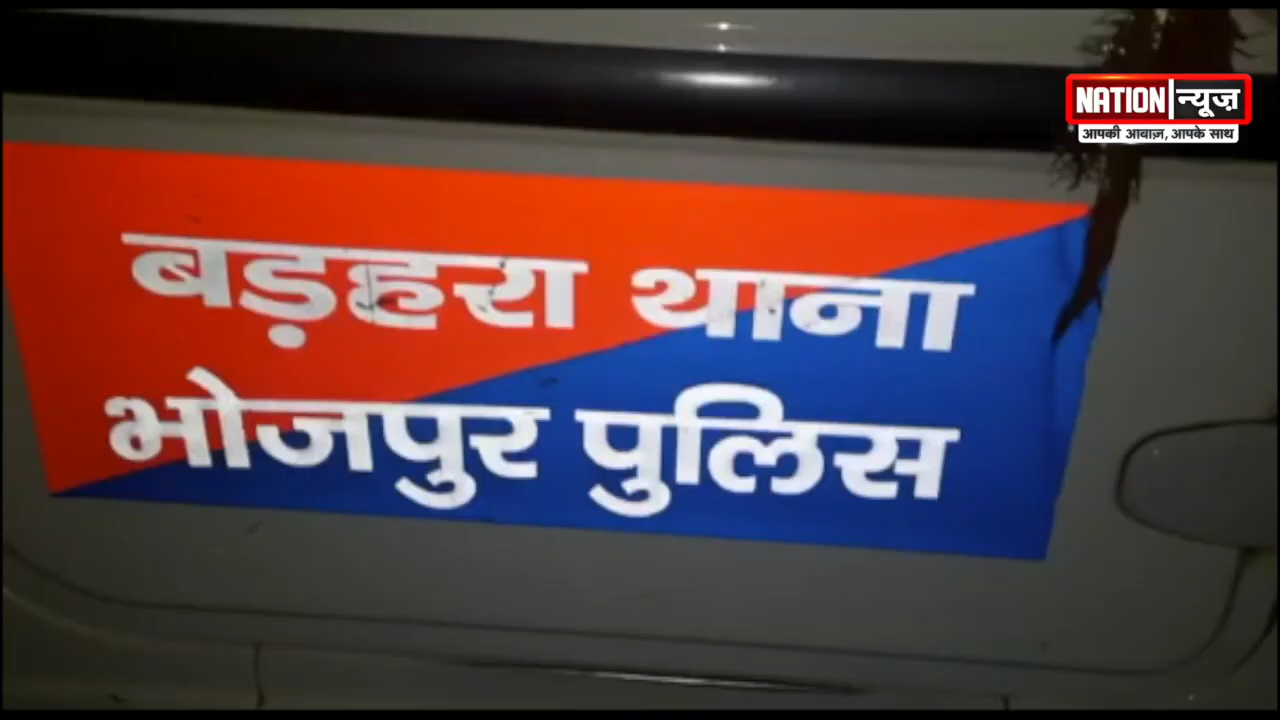 NATION न्यूज़
आपकी आवाज़, आपके साथ
बड़हरा थाना
भोजपुर पुलिस